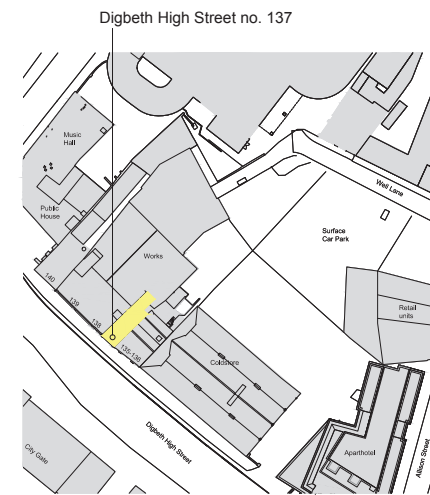 Digbeth High Street no. 137
Music
Hall
Public
House
Well Lane
Surface
Car Park
Works
140
139
138
135-136
Retail
units
Coldstore
Digbeth High Street
City Gate
Aparthotel
Allison Street